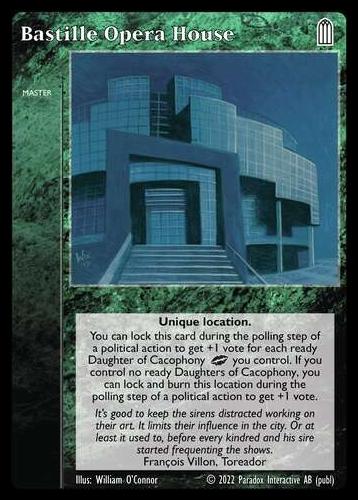 Bastille Opera House
MASTER
Unique location.
You can lock this card during the polling step of
a political action to get +1 vote for each ready
Daughter of Cacophony you control. If you
control no ready Daughters of Cacophony, you
can lock and burn this location during the
polling step of a political action to get +1 vote.
It's good to keep the sirens distracted working on
their art. It limits their influence in the city. Or at
least it used to, before every kindred and his sire
started frequenting the shows.
François Villon, Toreador
Illus: William O'Connor
© 2022 Paradox Interactive AB (publ)